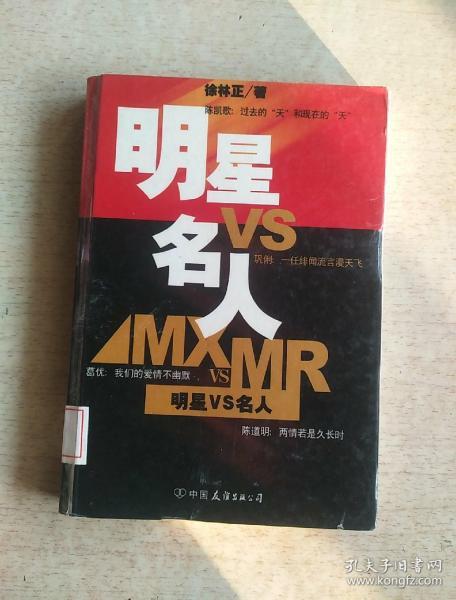 徐林正/著
陈凯歌：过去的“天”和现在的“天”
明星
VS
名人
巩俐：一任绯闻流言漫天飞
MX
VS
MR
葛优：我们的爱情不幽默
明星VS名人
陈道明：两情若是久长时
中国友谊出版公司
孔夫子旧书网
www.kongfz.com